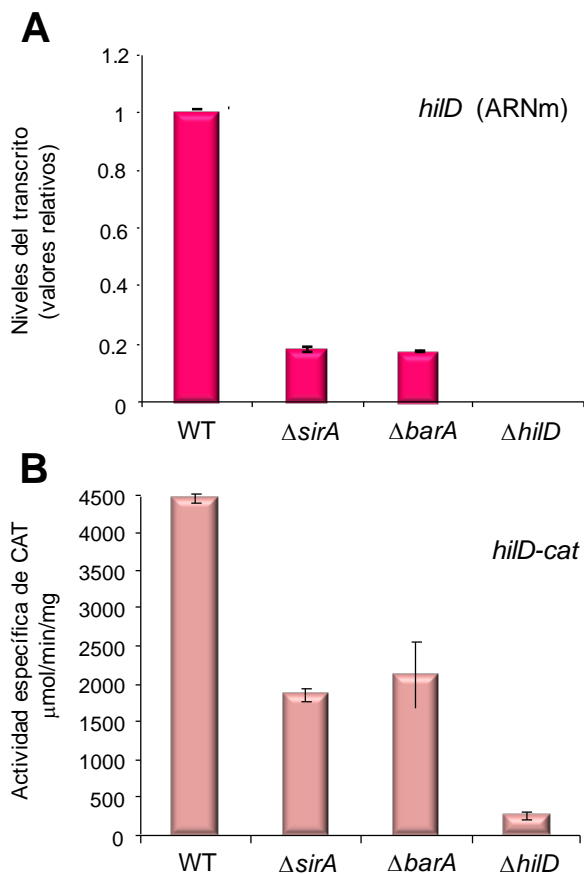 A
Niveles del transcrito
(valores relativos)
1.2
1
0.8
0.6
0.4
0.2
0
hilD (ARNm)
WT
ΔsirA
ΔbarA
ΔhilD
B
Actividad específica de CAT
μmol/min/mg
4500
4000
3500
3000
2500
2000
1500
1000
500
0
hilD-cat
WT
ΔsirA
ΔbarA
ΔhilD